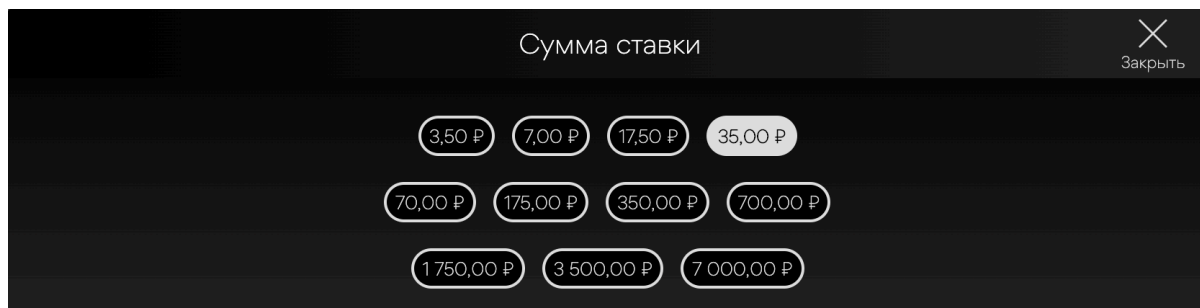 Сумма ставки
Закрыть
3,50 ₽ 7,00 ₽ 17,50 ₽ 35,00 ₽
70,00 ₽ 175,00 ₽ 350,00 ₽ 700,00 ₽
1 750,00 ₽ 3 500,00 ₽ 7 000,00 ₽